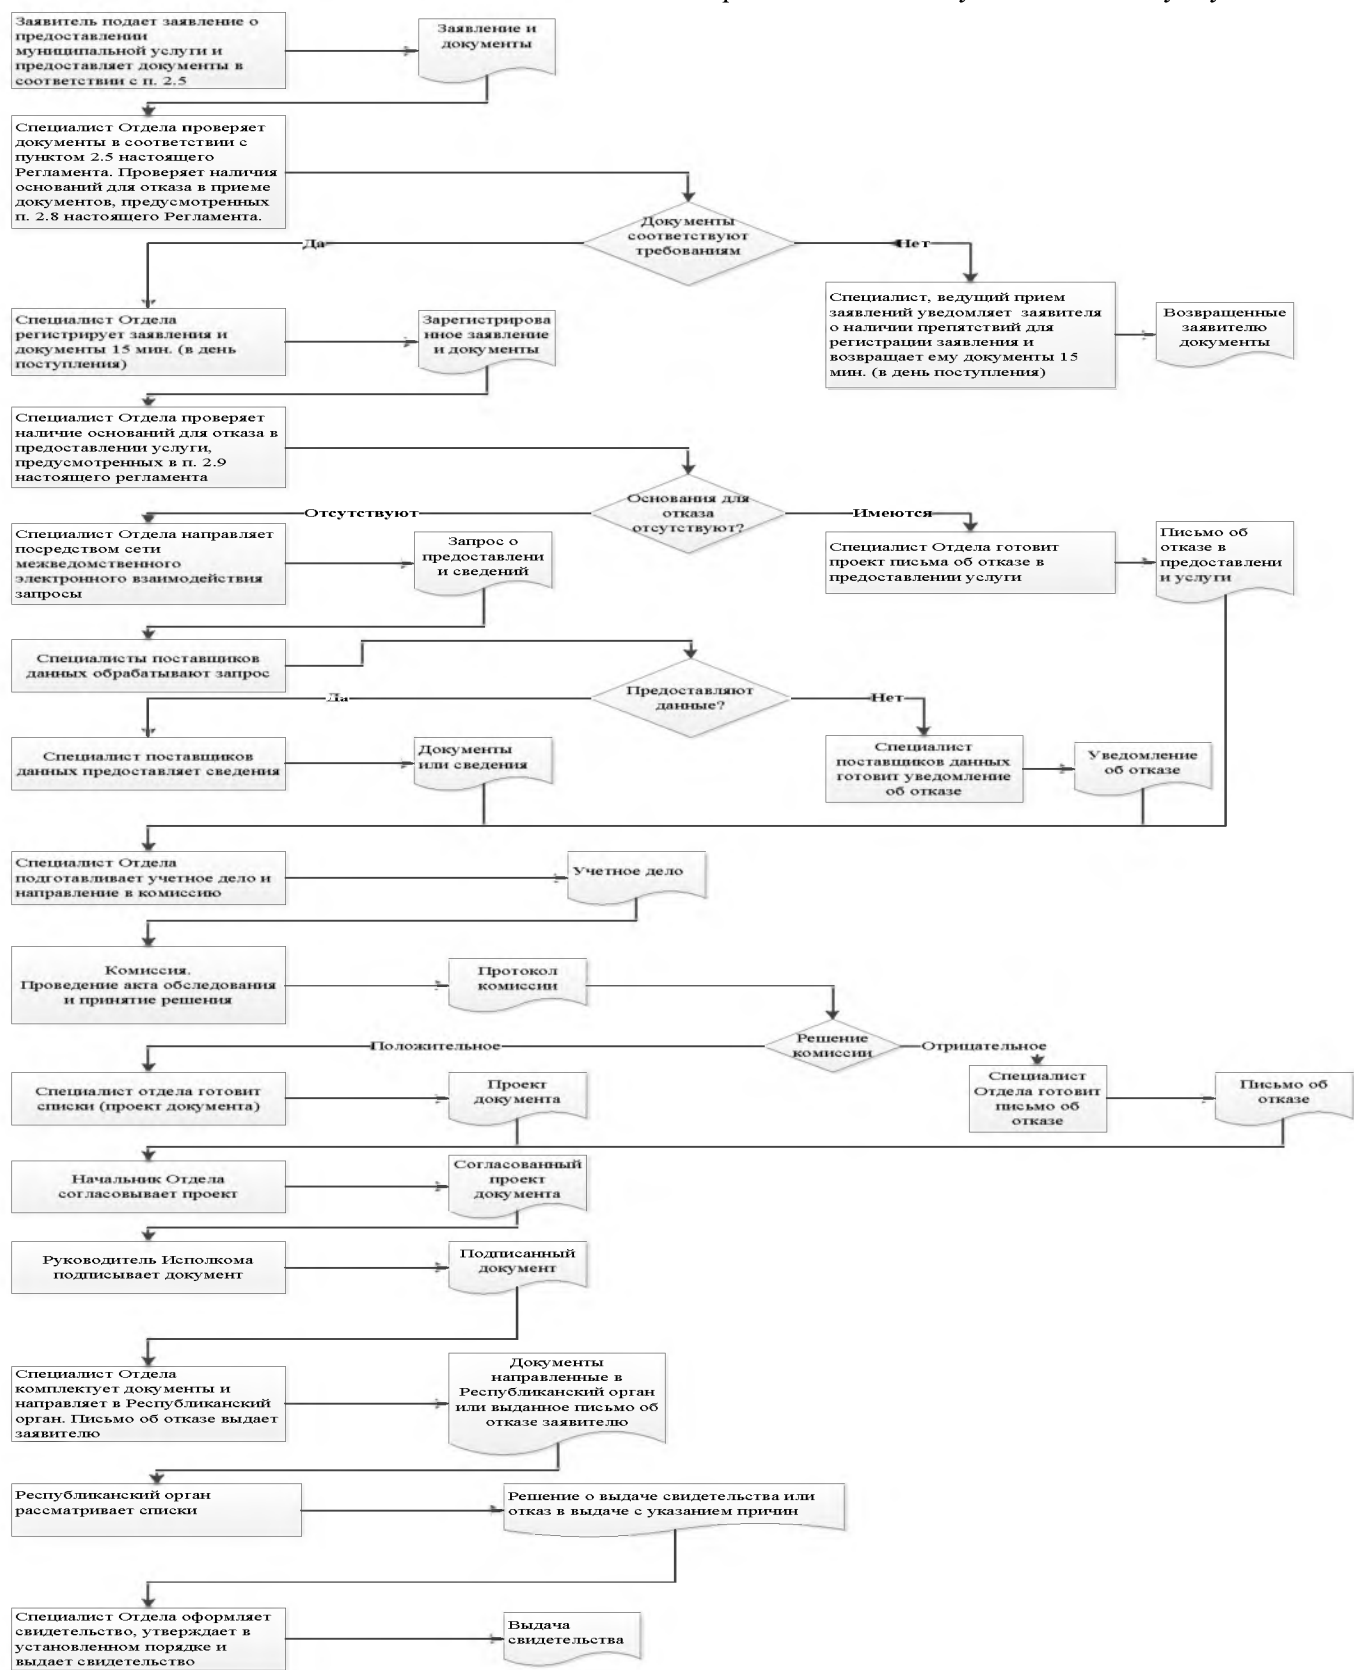 Заявитель подает заявление о
предоставлении
муниципальной услуги и
предоставляет документы в
соответствии с п. 2.5
Заявление и
документы
Специалист Отдела проверяет
документы в соответствии с
пунктом 2.5 настоящего
Регламента. Проверяет наличия
оснований для отказа в приеме
документов, предусмотренных
п. 2.8 настоящего Регламента.
Документы
соответствуют
требованиям
Да
Нет
Специалист Отдела
регистрирует заявления и
документы 15 мин. (в день
поступления)
Зарегистрирова
нное заявление
и документы
Специалист, ведущий прием
заявлений уведомляет заявителя
о наличии препятствий для
регистрации заявления и
возвращает ему документы 15
мин. (в день поступления)
Возвращенные
заявителю
документы
Специалист Отдела проверяет
наличие оснований для отказа в
предоставлении услуги,
предусмотренных в п. 2.9
настоящего регламента
Основания для
отказа
отсутствуют?
Отсутствуют
Имеются
Специалист Отдела направляет
посредством сети
межведомственного
электронного взаимодействия
запросы
Запрос о
предоставлени
и сведений
Специалист Отдела готовит
проект письма об отказе в
предоставлении услуги
Письмо об
отказе в
предоставлени
и услуги
Специалисты поставщиков
данных обрабатывают запрос
Предоставляют
данные?
Да
Нет
Специалист поставщиков
данных предоставляет сведения
Документы
или сведения
Специалист
поставщиков данных
готовит уведомление
об отказе
Уведомление
об отказе
Специалист Отдела
подготавливает учетное дело и
направление в комиссию
Учетное дело
Комиссия.
Проведение акта обследования
и принятие решения
Протокол
комиссии
Решение
комиссии
Положительное
Отрицательное
Специалист отдела готовит
списки (проект документа)
Проект
документа
Специалист
Отдела готовит
письмо об
отказе
Письмо об
отказе
Начальник Отдела
согласовывает проект
Согласованный
проект
документа
Руководитель Исполкома
подписывает документ
Подписанный
документ
Специалист Отдела
комплектует документы и
направляет в Республиканский
орган. Письмо об отказе выдает
заявителю
Документы
направленные в
Республиканский орган
или выданное письмо об
отказе заявителю
Республиканский орган
рассматривает списки
Решение о выдаче свидетельства или
отказ в выдаче с указанием причин
Специалист Отдела оформляет
свидетельство, утверждает в
установленном порядке и
выдает свидетельство
Выдача
свидетельства